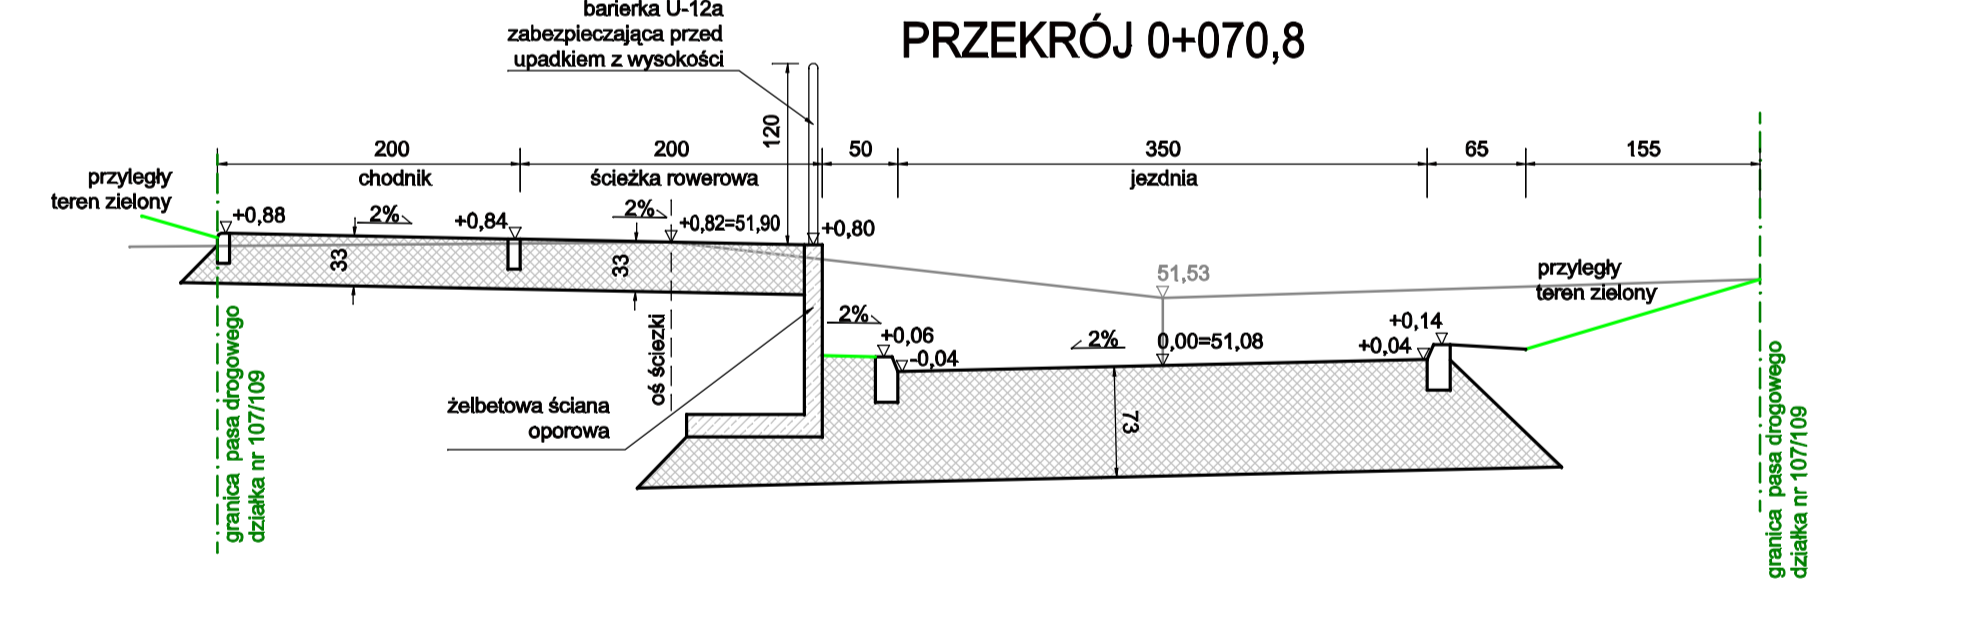 barierka U-12a
zabezpieczająca przed
upadkiem z wysokości
PRZEKRÓJ 0+070,8
120
200
200
50
350
65
155
chodnik
ścieżka rowerowa
jezdnia
przyległy
teren zielony
+0,88
2%
+0,84
2%
+0,82=51,90
+0,80
33
33
51,53
przyległy
teren zielony
2%
+0,06
-0,04
2%
0,00=51,08
+0,14
+0,04
oś ścieżki
żelbetowa ściana
oporowa
73
granica pasa drogowego
działka nr 107/109
granica pasa drogowego
działka nr 107/109